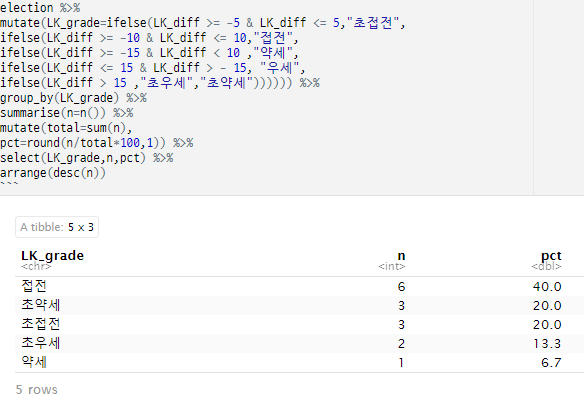 election %>%
mutate(LK_grade=ifelse(LK_diff >= -5 & LK_diff <= 5,"초접전",
ifelse(LK_diff >= -10 & LK_diff <= 10,"접전",
ifelse(LK_diff >= -15 & LK_diff < 10 ,"약세",
ifelse(LK_diff <= 15 & LK_diff > - 15, "우세",
ifelse(LK_diff > 15 ,"초우세","초약세")))))) %>%
group_by(LK_grade) %>%
summarise(n=n()) %>%
mutate(total=sum(n),
pct=round(n/total*100,1)) %>%
select(LK_grade,n,pct) %>%
arrange(desc(n))
```
A tibble: 5 x 3
LK_grade n pct
<chr> <int> <dbl>
접전 6 40.0
초약세 3 20.0
초접전 3 20.0
초우세 2 13.3
약세 1 6.7
5 rows